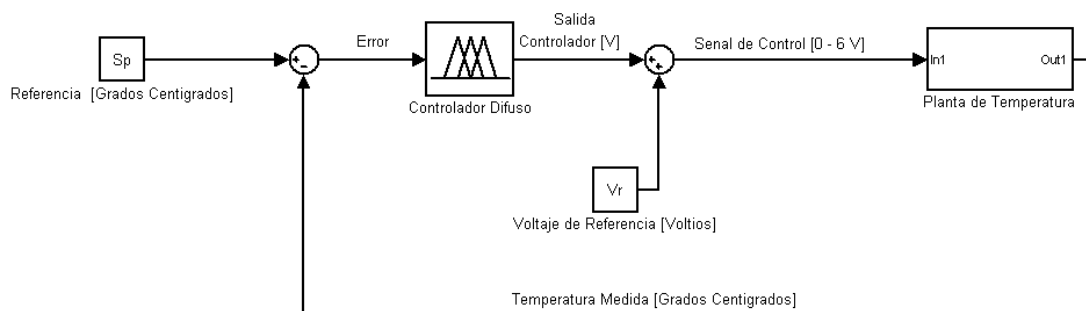 Salida
Error
Controlador [V]
Senal de Control [0 - 6 V]
Sp
+
-
+
+
In1
Out1
Referencia [Grados Centigrados]
Controlador Difuso
Planta de Temperatura
Vr
Voltaje de Referencia [Voltios]
Temperatura Medida [Grados Centigrados]